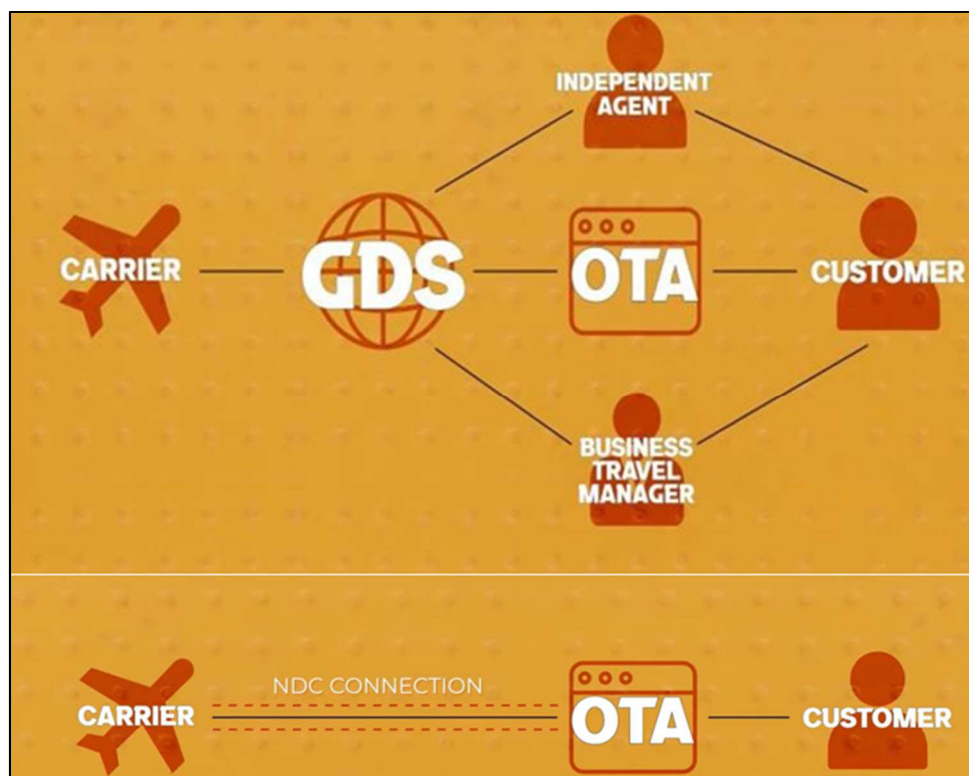 INDEPENDENT
AGENT
CARRIER
GDS
OTA
CUSTOMER
BUSINESS
TRAVEL
MANAGER
NDC CONNECTION
CARRIER
OTA
CUSTOMER